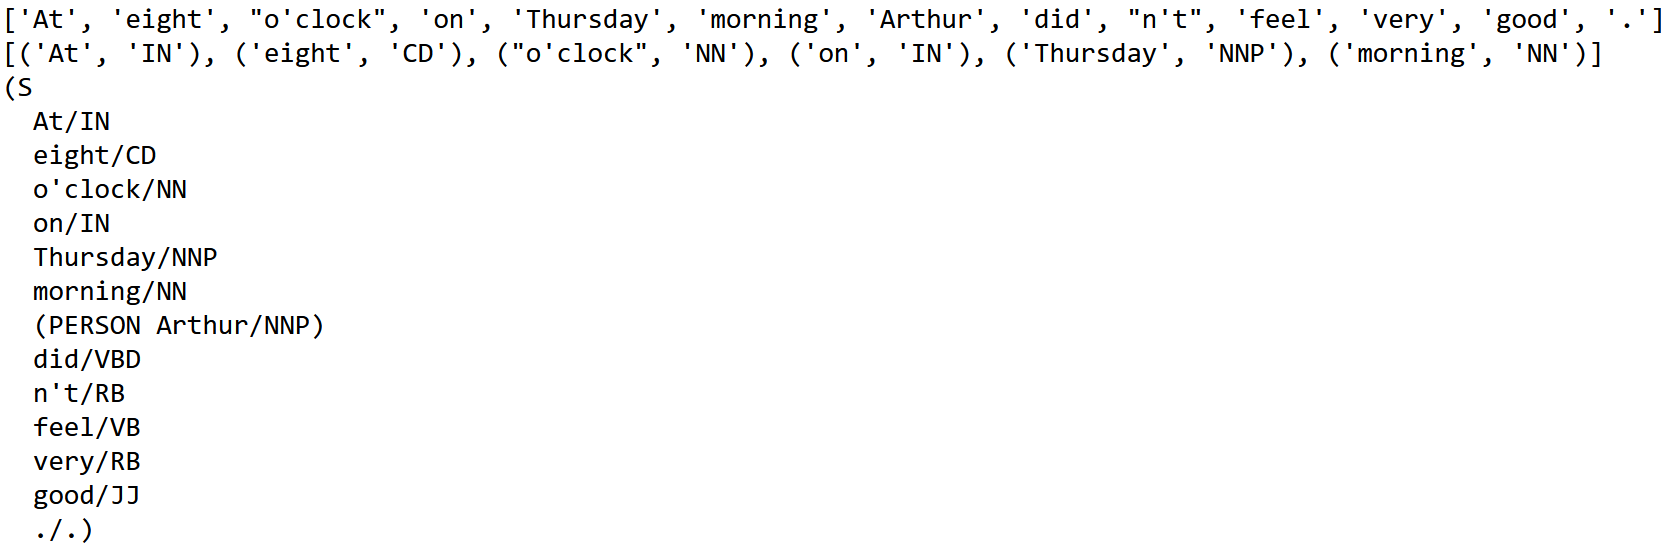 ['At', 'eight', "o'clock", 'on', 'Thursday', 'morning', 'Arthur', 'did', "n't", 'feel', 'very', 'good', '.']
[('At', 'IN'), ('eight', 'CD'), ("o'clock", 'NN'), ('on', 'IN'), ('Thursday', 'NNP'), ('morning', 'NN')]
(S
  At/IN
  eight/CD
  o'clock/NN
  on/IN
  Thursday/NNP
  morning/NN
  (PERSON Arthur/NNP)
  did/VBD
  n't/RB
  feel/VB
  very/RB
  good/JJ
  ./.)